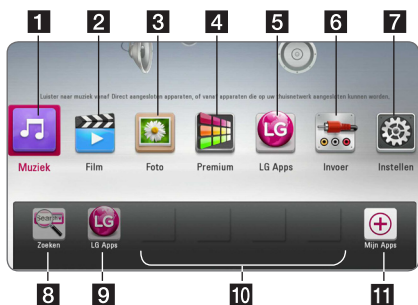 1 2 3 4 5 6 7
Luister naar muziek vanaf Direct aangesloten apparaten, of vanaf apparaten die op uw thuisnetwerk aangesloten kunnen worden.
LG
Muziek Film Foto Premium LG Apps Invoer Instellen
Search LG
Zoeken LG Apps Mijn Apps
8 9 10 11